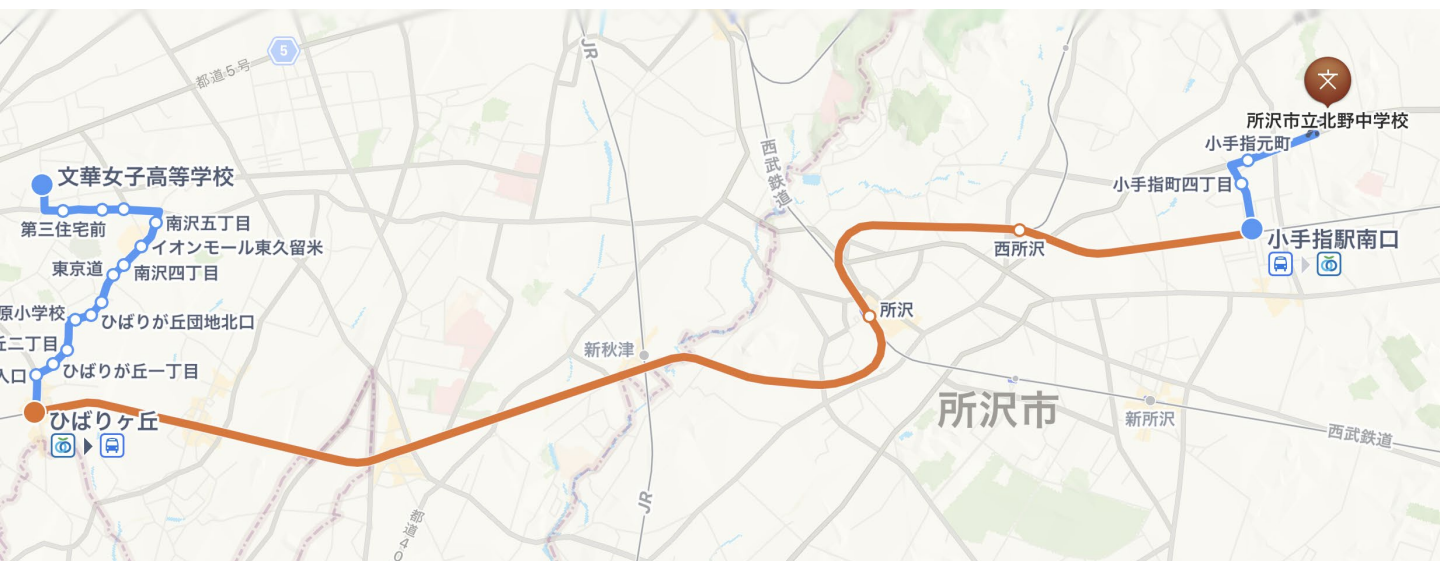 5
都道5号
JR
西武鉄道
所沢市立北野中学校
小手指元町
小手指町四丁目
小手指駅南口
文華女子高等学校
第三住宅前
南沢五丁目
イオンモール東久留米
東京道
南沢四丁目
原小学校
ひばりが丘団地北口
丘二丁目
ひばりが丘一丁目
入口
ひばりヶ丘
新秋津
所沢
西所沢
所沢市
新所沢
西武鉄道
JR
都道40